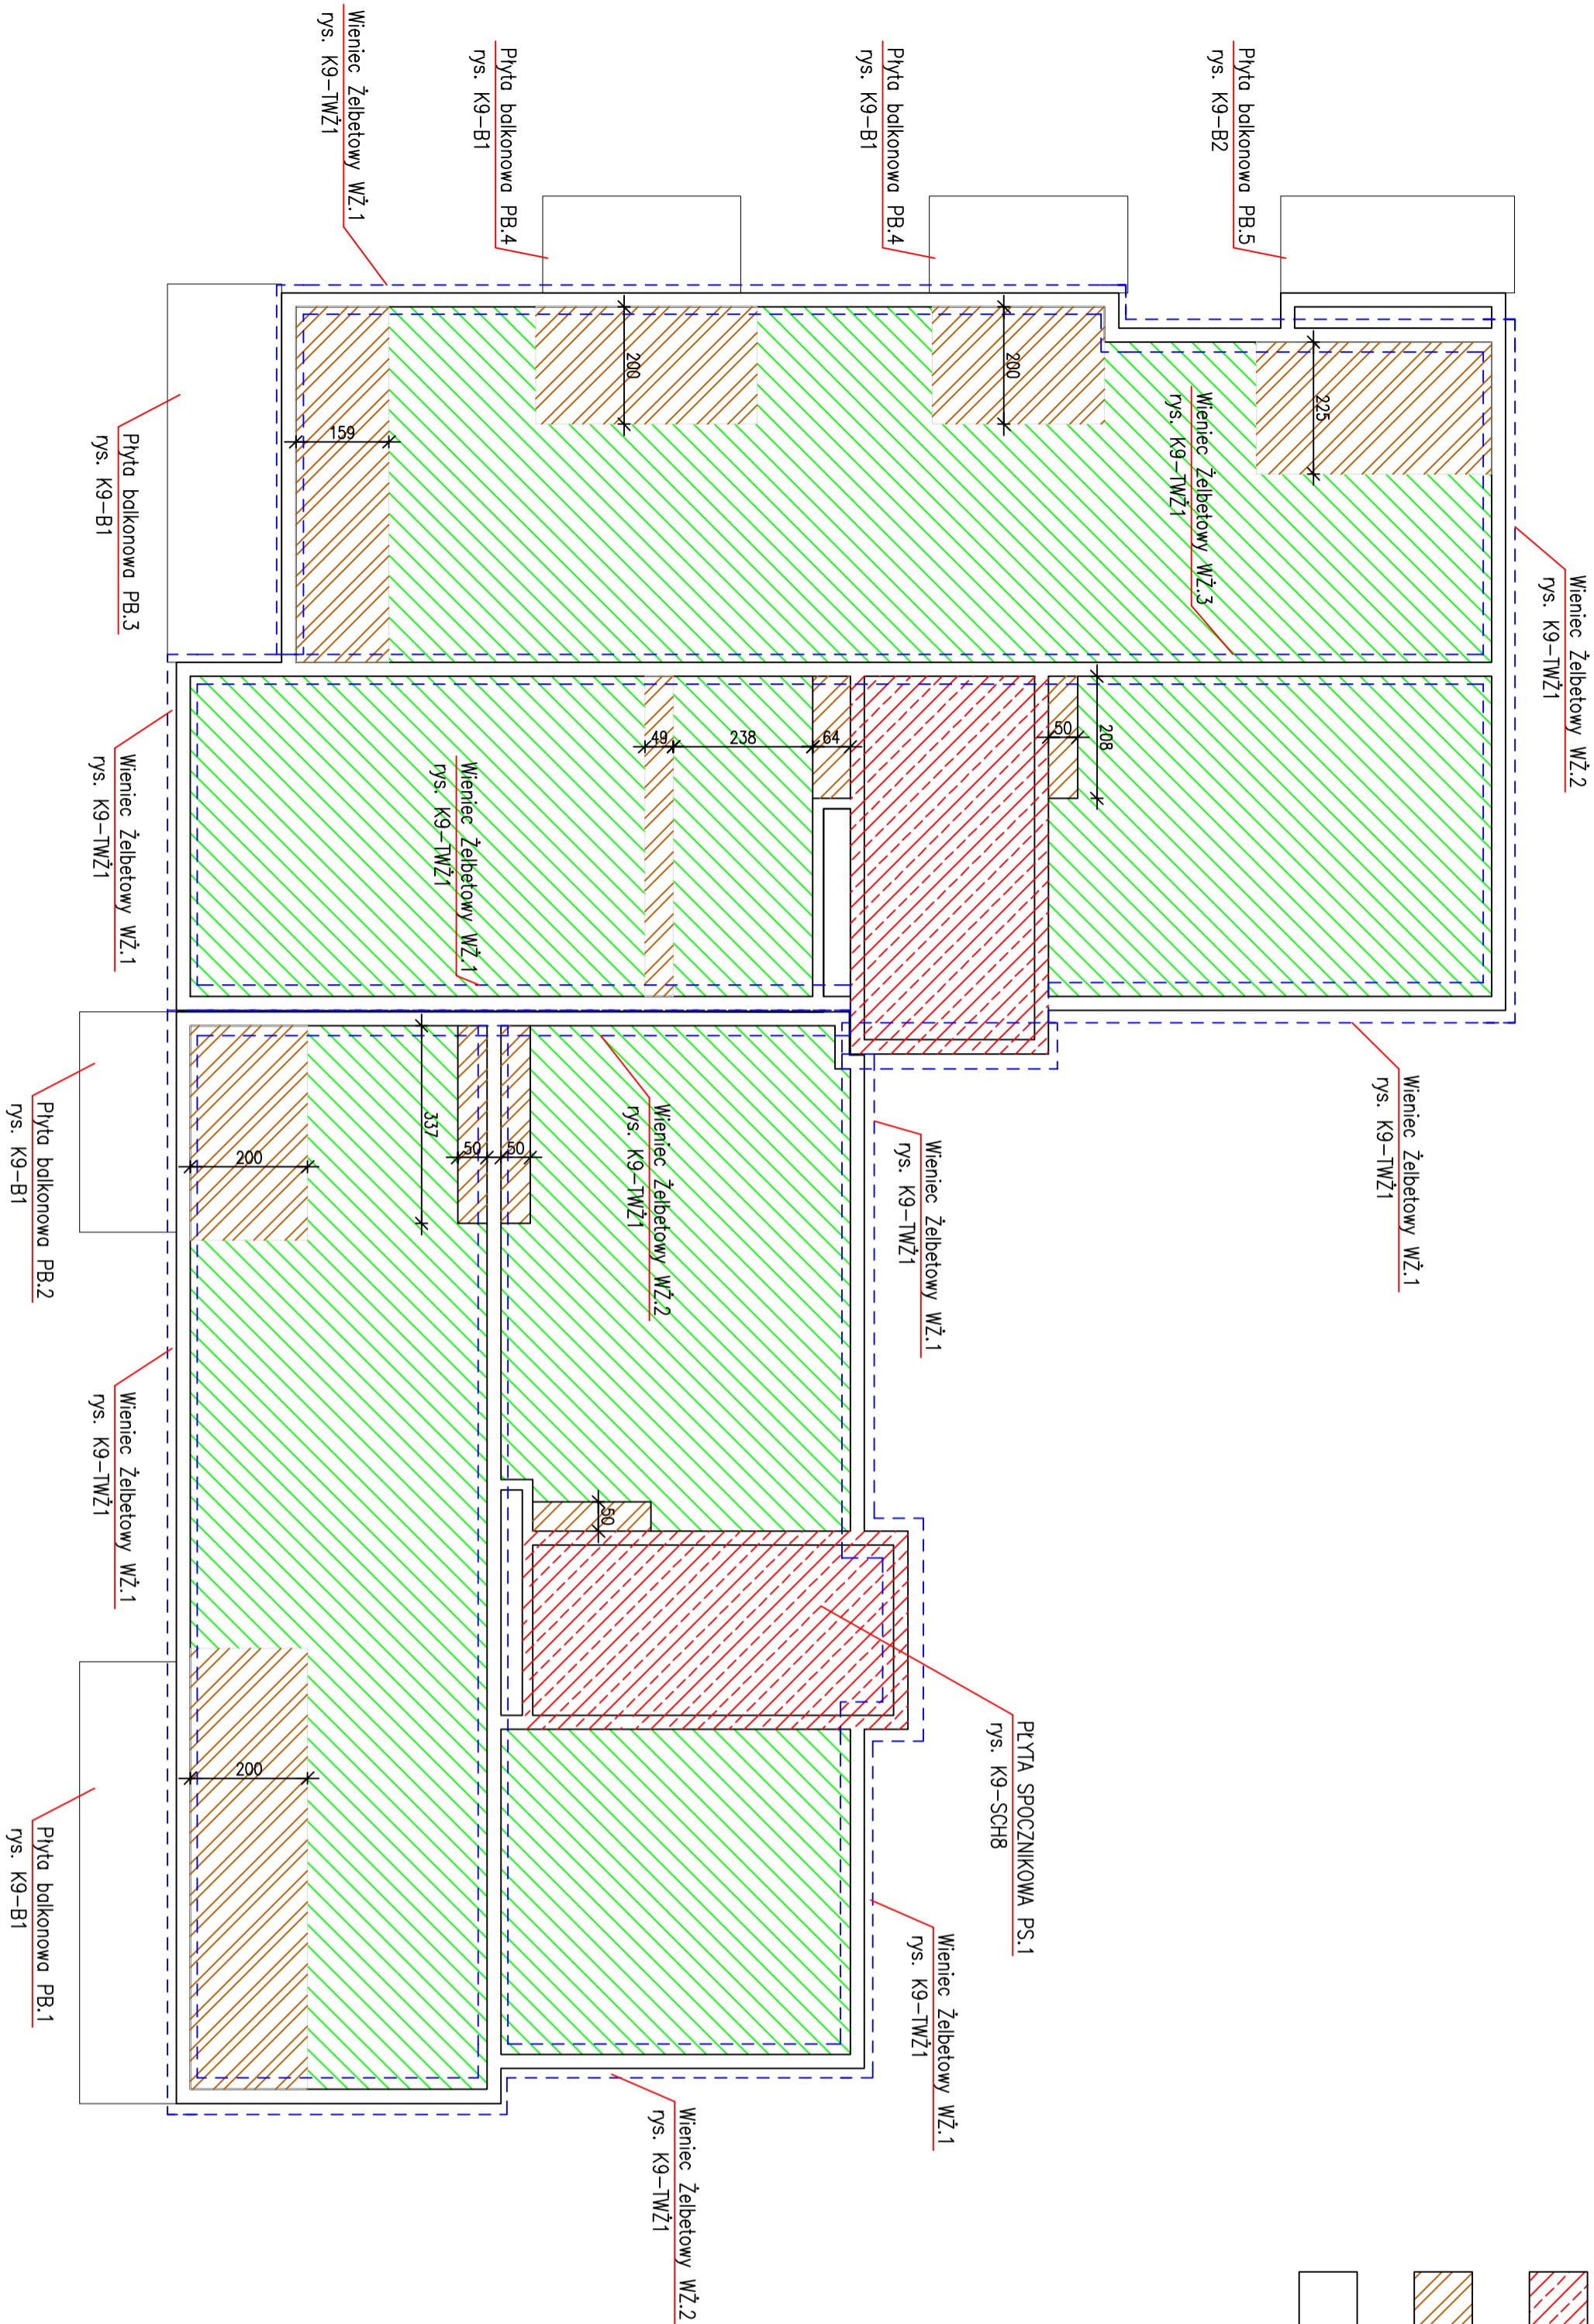 Wieniec Żelbetowy WŻ.2
rys. K9-TWŻ1
Płyta balkonowa PB.5
rys. K9-B2
Płyta balkonowa PB.4
rys. K9-B1
Płyta balkonowa PB.4
rys. K9-B1
Wieniec Żelbetowy WŻ.1
rys. K9-TWŻ1
225
200
200
159
Wieniec Żelbetowy WŻ.3
rys. K9-TWŻ1
Płyta balkonowa PB.3
rys. K9-B1
208
50
64
238
49
Wieniec Żelbetowy WŻ.1
rys. K9-TWŻ1
Wieniec Żelbetowy WŻ.1
rys. K9-TWŻ1
Wieniec Żelbetowy WŻ.1
rys. K9-TWŻ1
Wieniec Żelbetowy WŻ.1
rys. K9-TWŻ1
Wieniec Żelbetowy WŻ.2
rys. K9-TWŻ1
50
50
337
200
Płyta balkonowa PB.2
rys. K9-B1
Wieniec Żelbetowy WŻ.1
rys. K9-TWŻ1
50
PŁYTA SPOCZNIKOWA PS.1
rys. K9-SCH8
200
Płyta balkonowa PB.1
rys. K9-B1
Wieniec Żelbetowy WŻ.1
rys. K9-TWŻ1
Wieniec Żelbetowy WŻ.2
rys. K9-TWŻ1